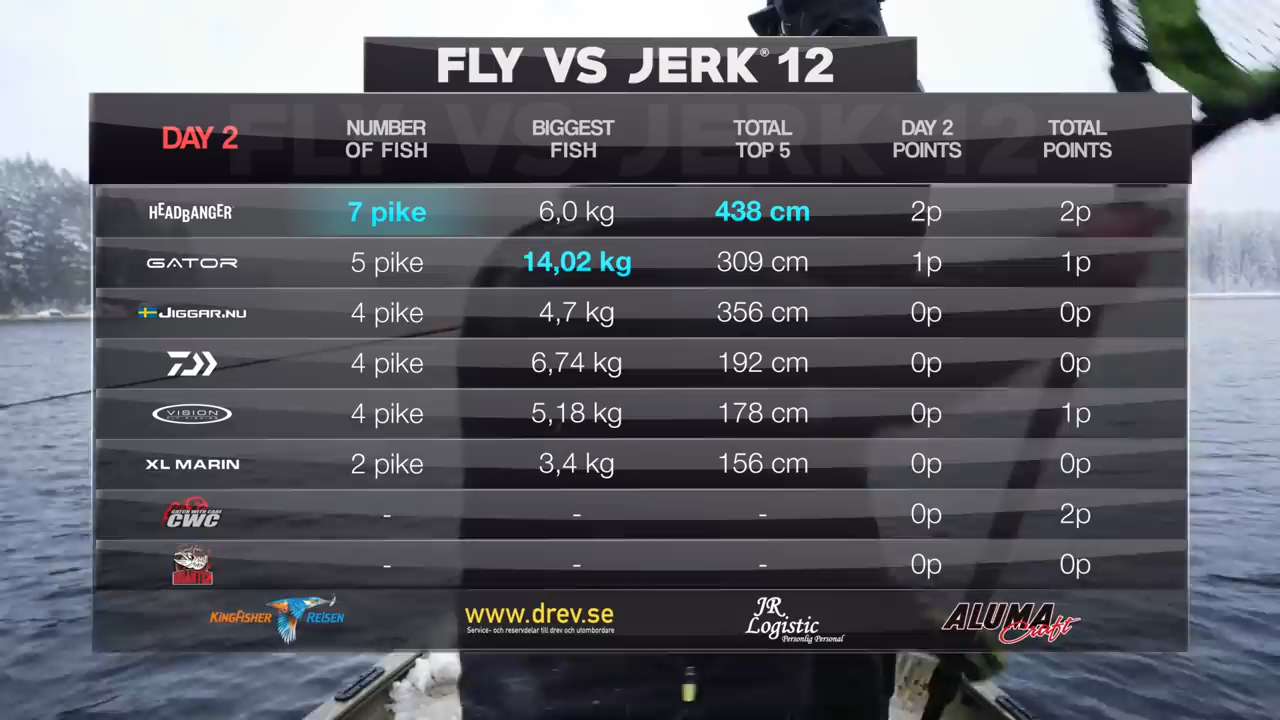 FLY VS JERK® 12
DAY 2
NUMBER OF FISH
BIGGEST FISH
TOTAL TOP 5
DAY 2 POINTS
TOTAL POINTS
HEADBANGER 7 pike 6,0 kg 438 cm 2p 2p
GATOR 5 pike 14,02 kg 309 cm 1p 1p
JIGGAR.NU 4 pike 4,7 kg 356 cm 0p 0p
4 pike 6,74 kg 192 cm 0p 0p
VISION FLY FISHING 4 pike 5,18 kg 178 cm 0p 1p
XL MARIN 2 pike 3,4 kg 156 cm 0p 0p
CATCH WITH CARE CWC - - - 0p 2p
- - - 0p 0p
KINGFISHER REISEN
www.drev.se
Service- och reservdelar till drev och utombordare
JR. Logistic
Personlig Personal
ALUMA Craft